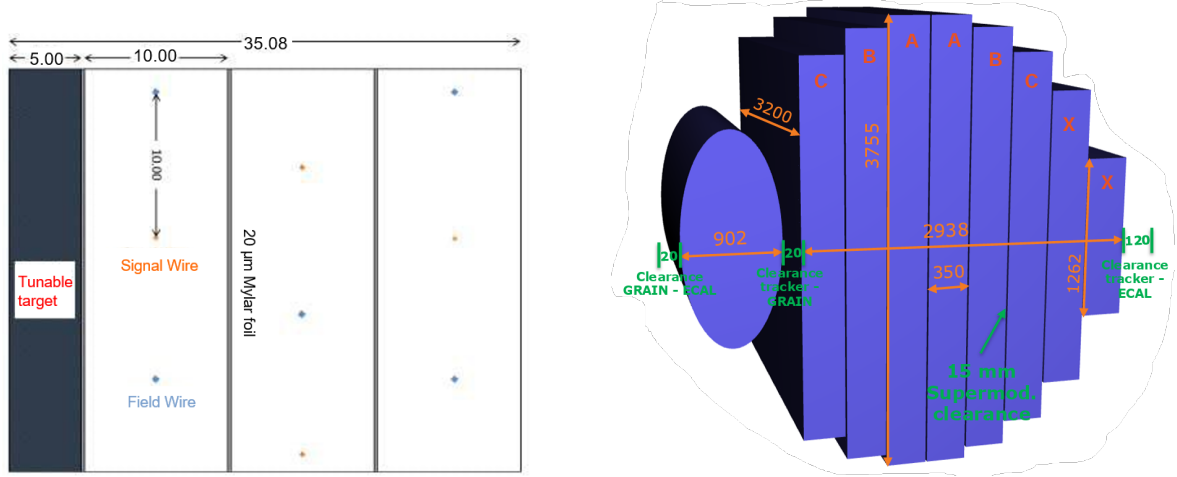 35.08
5.00
10.00
10.00
Signal Wire
Tunable
target
20 µm Mylar foil
Field Wire
C
B
A
A
B
C
X
X
3200
3755
902
2938
350
1262
20
20
120
Clearance
GRAIN - ECAL
Clearance
tracker -
GRAIN
Clearance
tracker -
ECAL
15 mm
Supermod.
clearance